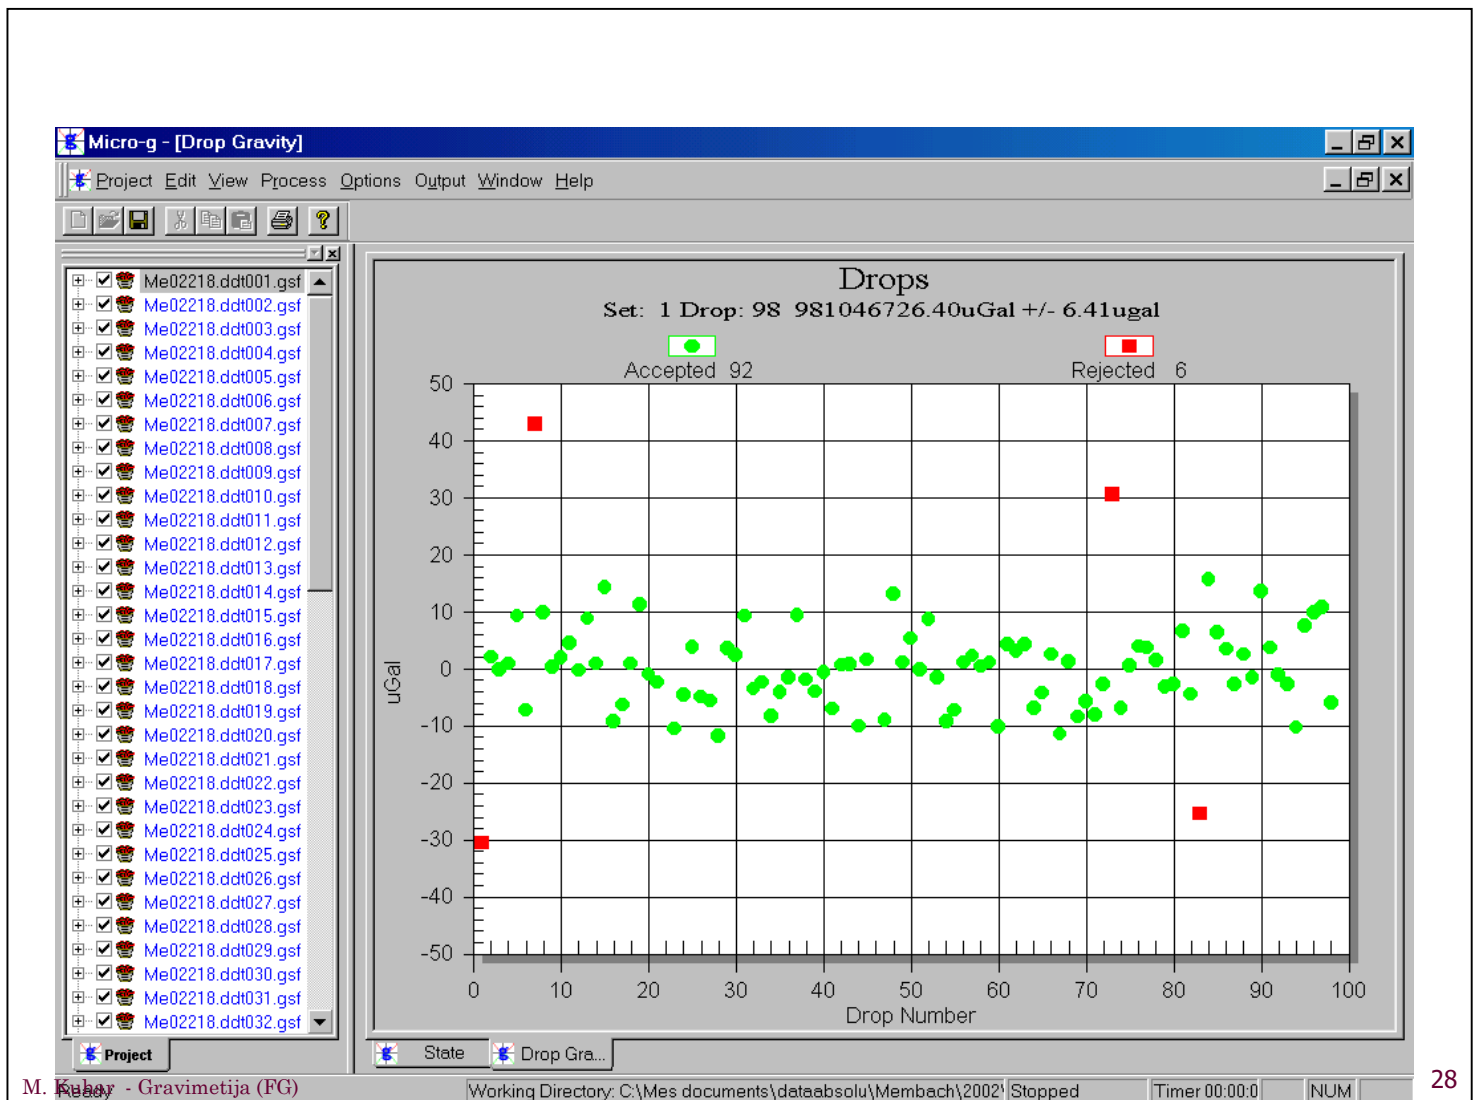 Micro-g - [Drop Gravity]
Project Edit View Process Options Output Window Help
Me02218.ddt001.gsf
Me02218.ddt002.gsf
Me02218.ddt003.gsf
Me02218.ddt004.gsf
Me02218.ddt005.gsf
Me02218.ddt006.gsf
Me02218.ddt007.gsf
Me02218.ddt008.gsf
Me02218.ddt009.gsf
Me02218.ddt010.gsf
Me02218.ddt011.gsf
Me02218.ddt012.gsf
Me02218.ddt013.gsf
Me02218.ddt014.gsf
Me02218.ddt015.gsf
Me02218.ddt016.gsf
Me02218.ddt017.gsf
Me02218.ddt018.gsf
Me02218.ddt019.gsf
Me02218.ddt020.gsf
Me02218.ddt021.gsf
Me02218.ddt022.gsf
Me02218.ddt023.gsf
Me02218.ddt024.gsf
Me02218.ddt025.gsf
Me02218.ddt026.gsf
Me02218.ddt027.gsf
Me02218.ddt028.gsf
Me02218.ddt029.gsf
Me02218.ddt030.gsf
Me02218.ddt031.gsf
Me02218.ddt032.gsf
Project
Drops
Set: 1 Drop: 98 981046726.40uGal +/- 6.41ugal
Accepted 92
Rejected 6
50
40
30
20
10
0
-10
-20
-30
-40
-50
uGal
0 10 20 30 40 50 60 70 80 90 100
Drop Number
State
Drop Gra...
Ready
Working Directory: C:\Mes documents\dataabsolu\Membach\2002\
Stopped
Timer 00:00:0
NUM
M. Kuhar - Gravimetija (FG)
28